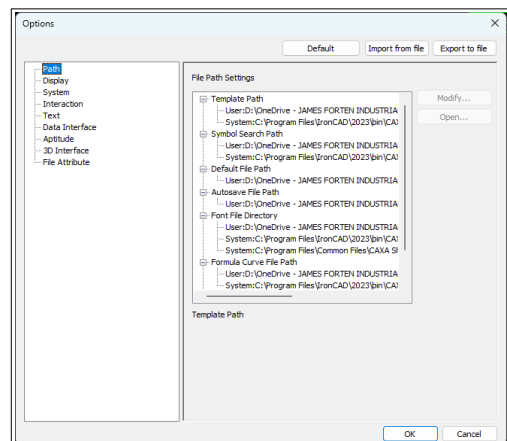 Options
Default Import from file Export to file
Path
Display
System
Interaction
Text
Data Interface
Aptitude
3D Interface
File Attribute
File Path Settings
Template Path
User:D:\OneDrive - JAMES FORTEN INDUSTRIA
System:C:\Program Files\IronCAD\2023\bin\CAX
Symbol Search Path
User:D:\OneDrive - JAMES FORTEN INDUSTRIA
System:C:\Program Files\IronCAD\2023\bin\CAX
Default File Path
User:D:\OneDrive - JAMES FORTEN INDUSTRIA
Autosave File Path
User:D:\OneDrive - JAMES FORTEN INDUSTRIA
Font File Directory
User:D:\OneDrive - JAMES FORTEN INDUSTRIA
System:C:\Program Files\IronCAD\2023\bin\CAX
System:C:\Program Files\Common Files\CAXA Sh
Formula Curve File Path
User:D:\OneDrive - JAMES FORTEN INDUSTRIA
System:C:\Program Files\IronCAD\2023\bin\CAX
Modify...
Open...
Template Path
OK Cancel